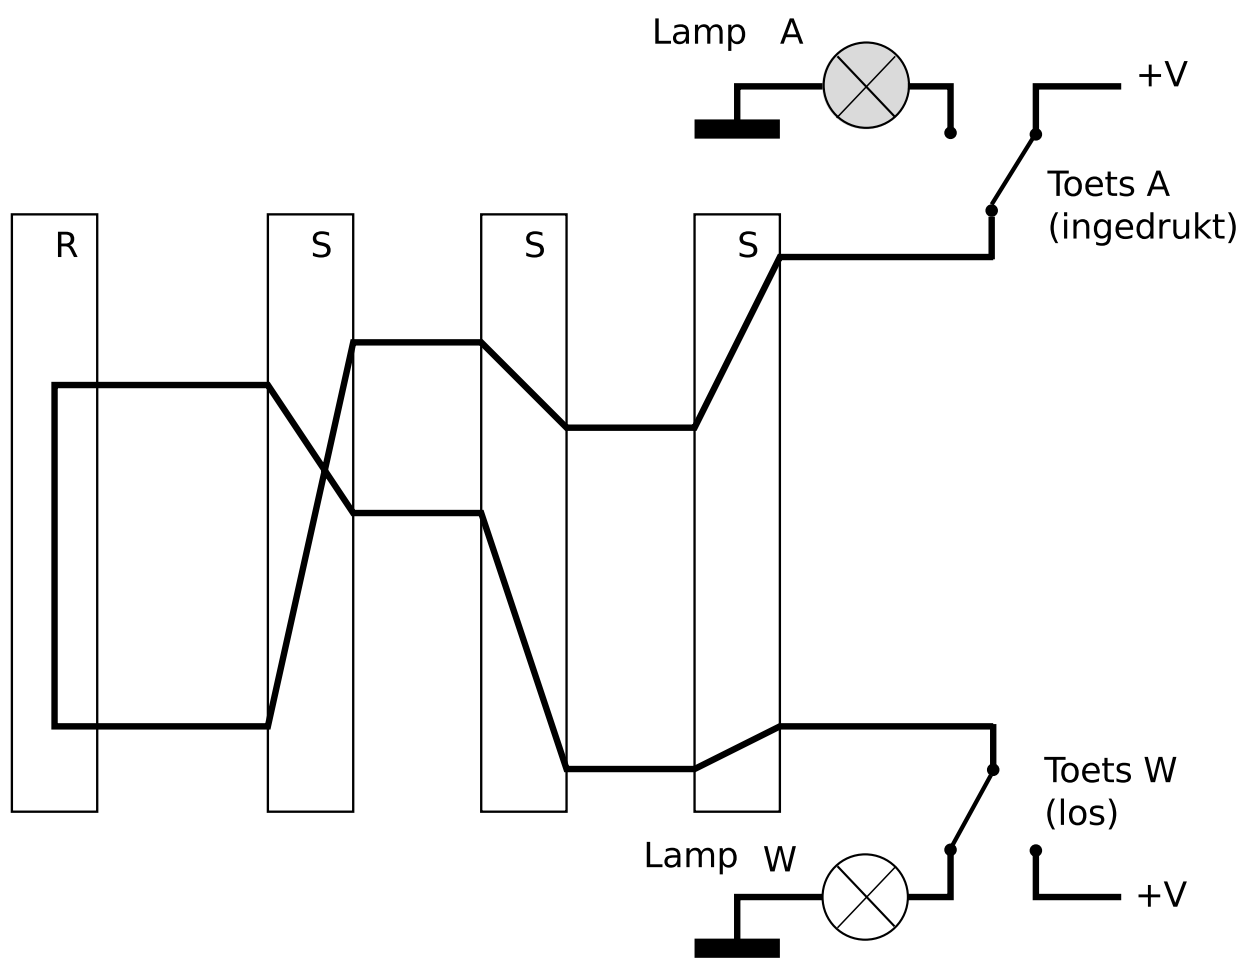 Lamp A
+V
Toets A
(ingedrukt)
R S S S
Toets W
(los)
Lamp W
+V